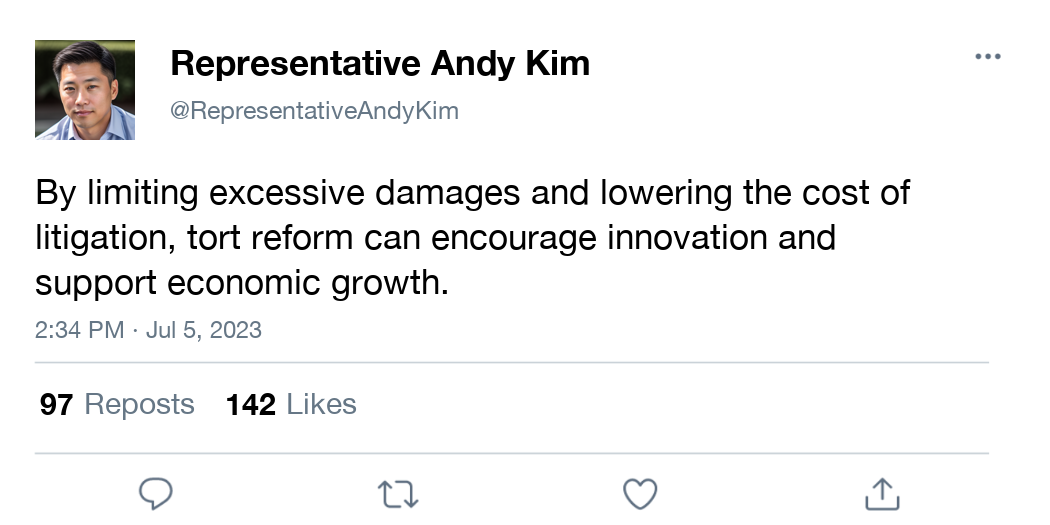 Representative Andy Kim
@RepresentativeAndyKim
By limiting excessive damages and lowering the cost of
litigation, tort reform can encourage innovation and
support economic growth.
2:34 PM · Jul 5, 2023
97 Reposts 142 Likes